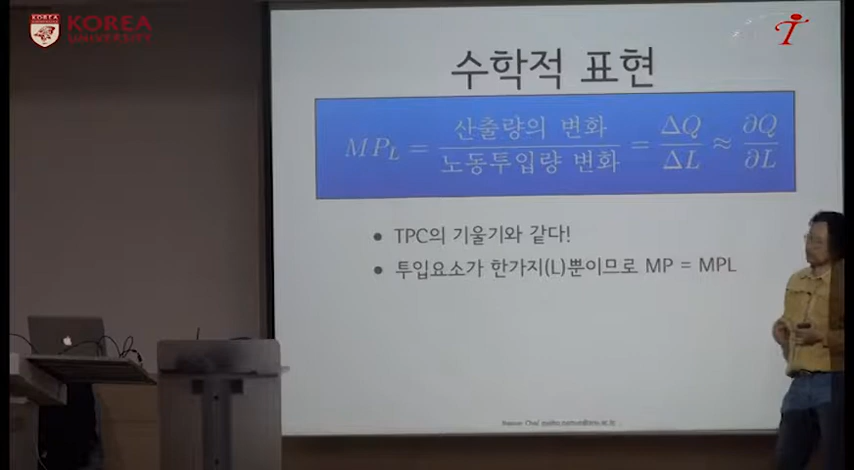 KOREA
UNIVERSITY
수학적 표현
MP_L = 산출량의 변화 / 노동투입량 변화 = ΔQ / ΔL ≈ ∂Q / ∂L
• TPC의 기울기와 같다!
• 투입요소가 한가지(L)뿐이므로 MP = MPL